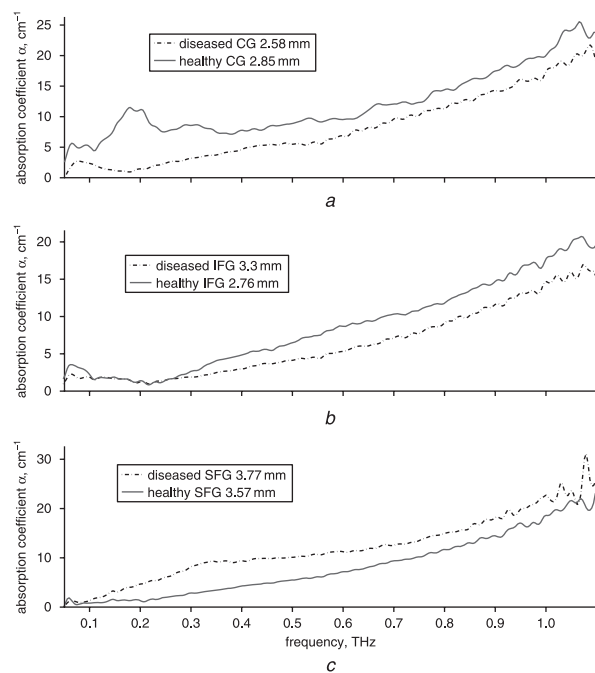 25
20
15
10
5
0
absorption coefficient α, cm⁻¹
diseased CG 2.58 mm
healthy CG 2.85 mm
a
20
15
10
5
0
absorption coefficient α, cm⁻¹
diseased IFG 3.3 mm
healthy IFG 2.76 mm
b
30
20
10
0
absorption coefficient α, cm⁻¹
diseased SFG 3.77 mm
healthy SFG 3.57 mm
0.1 0.2 0.3 0.4 0.5 0.6 0.7 0.8 0.9 1.0
frequency, THz
c